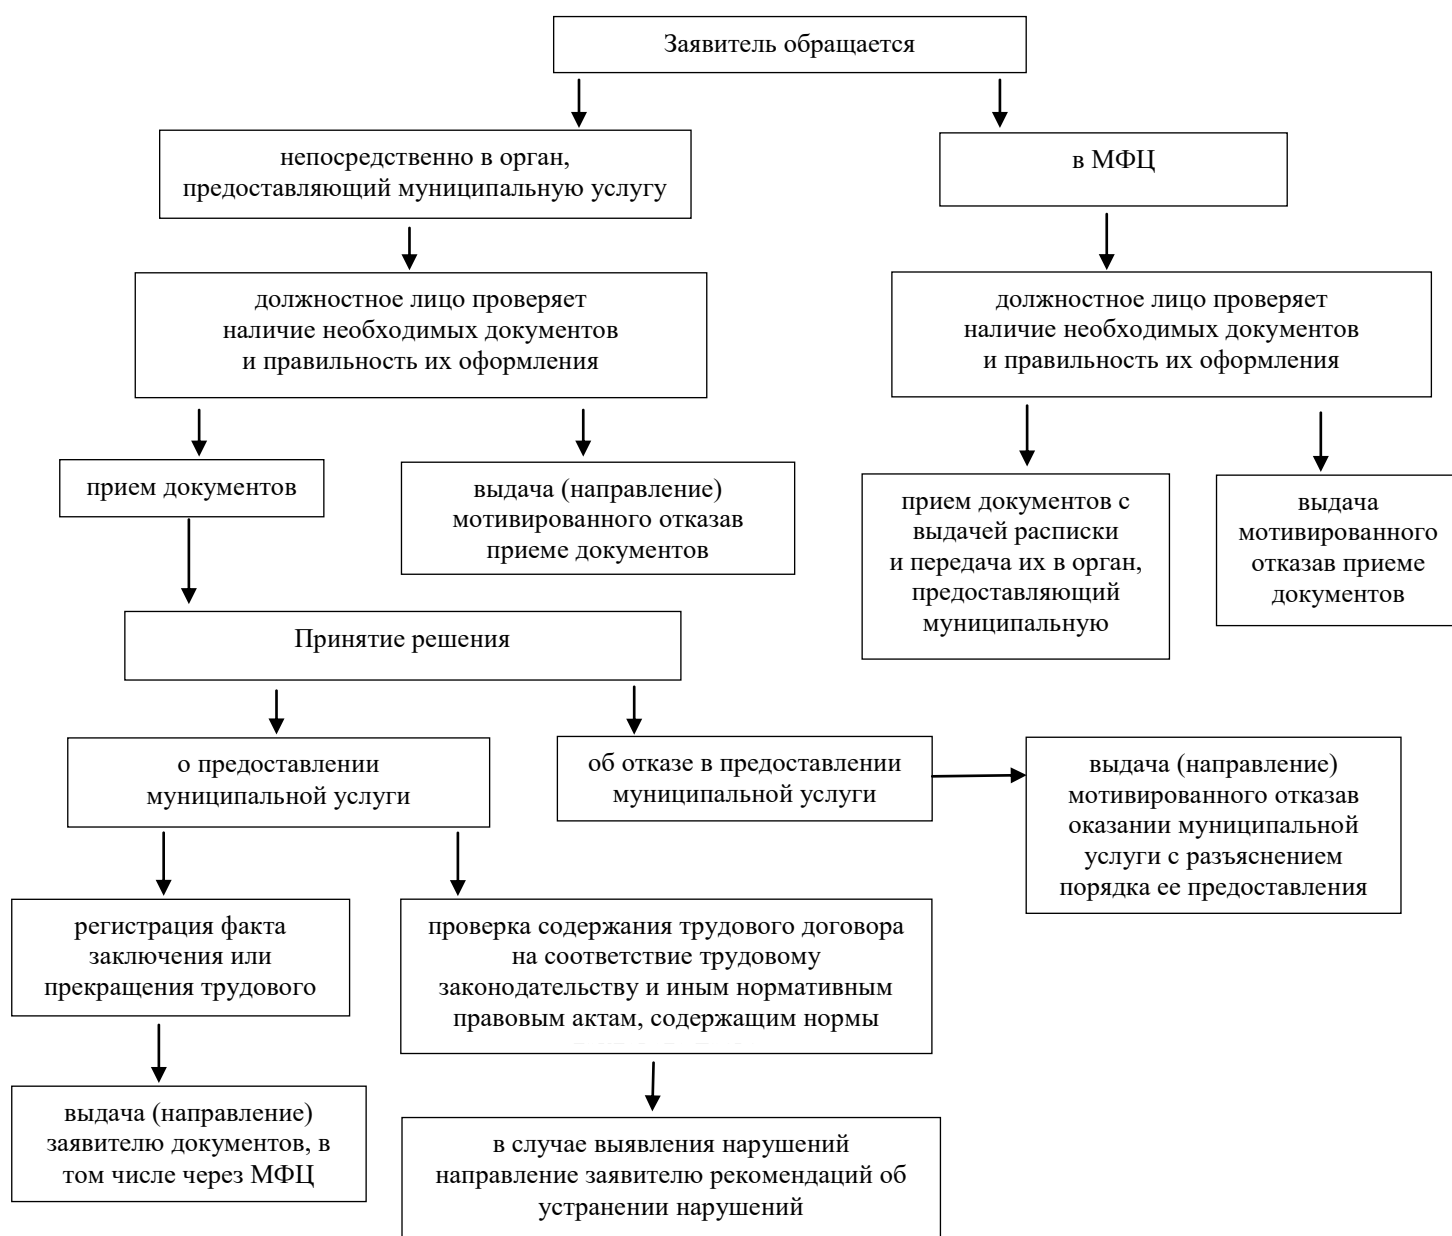 Заявитель обращается
непосредственно в орган,
предоставляющий муниципальную услугу
в МФЦ
должностное лицо проверяет
наличие необходимых документов
и правильность их оформления
должностное лицо проверяет
наличие необходимых документов
и правильность их оформления
прием документов
выдача (направление)
мотивированного отказав
приеме документов
прием документов с
выдачей расписки
и передача их в орган,
предоставляющий
муниципальную
выдача
мотивированного
отказав приеме
документов
Принятие решения
о предоставлении
муниципальной услуги
об отказе в предоставлении
муниципальной услуги
выдача (направление)
мотивированного отказав
оказании муниципальной
услуги с разъяснением
порядка ее предоставления
регистрация факта
заключения или
прекращения трудового
проверка содержания трудового договора
на соответствие трудовому
законодательству и иным нормативным
правовым актам, содержащим нормы
выдача (направление)
заявителю документов, в
том числе через МФЦ
в случае выявления нарушений
направление заявителю рекомендаций об
устранении нарушений